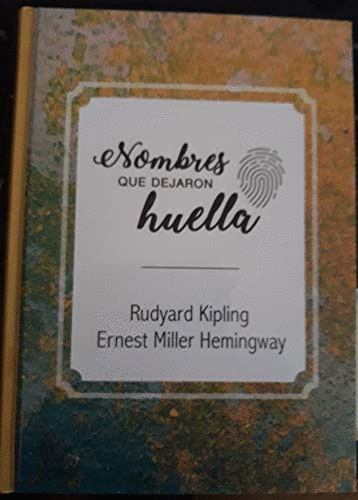 Nombres
QUE DEJARON
huella
Rudyard Kipling
Ernest Miller Hemingway